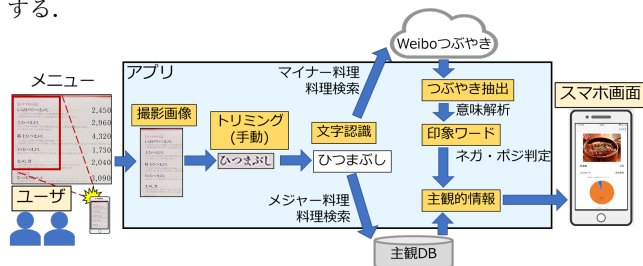 する.
メニュー
2,450
2,960
4,320
1,730
2,040
3,090
ユーザ
アプリ
撮影画像
トリミング
(手動)
ひつまぶし
文字認識
ひつまぶし
マイナー料理
料理検索
メジャー料理
料理検索
Weiboつぶやき
つぶやき抽出
意味解析
印象ワード
ネガ・ポジ判定
主観的情報
主観DB
スマホ画面